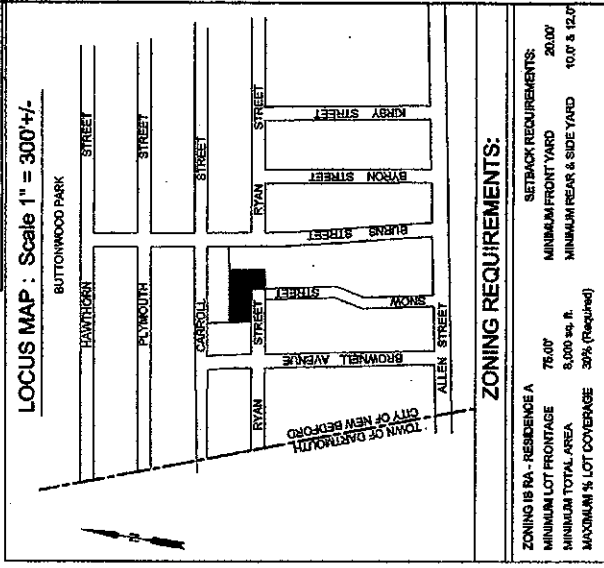 LOCUS MAP : Scale 1" = 300'+/-
BUTTONWOOD PARK
HAWTHORN STREET
PLYMOUTH STREET
CARROLL STREET
RYAN STREET RYAN STREET
SNOW STREET
BURNS STREET
BYRON STREET
KIRBY STREET
BROWNELL AVENUE
ALLEN STREET
TOWN OF DARTMOUTH
CITY OF NEW BEDFORD
N
ZONING REQUIREMENTS:
ZONING IS RA - RESIDENCE A
MINIMUM LOT FRONTAGE 75.00'
MINIMUM TOTAL AREA 8,000 sq. ft.
MAXIMUM % LOT COVERAGE 30% (Required)
SETBACK REQUIREMENTS:
MINIMUM FRONT YARD 20.00'
MINIMUM REAR & SIDE YARD 10.0' & 12.0'